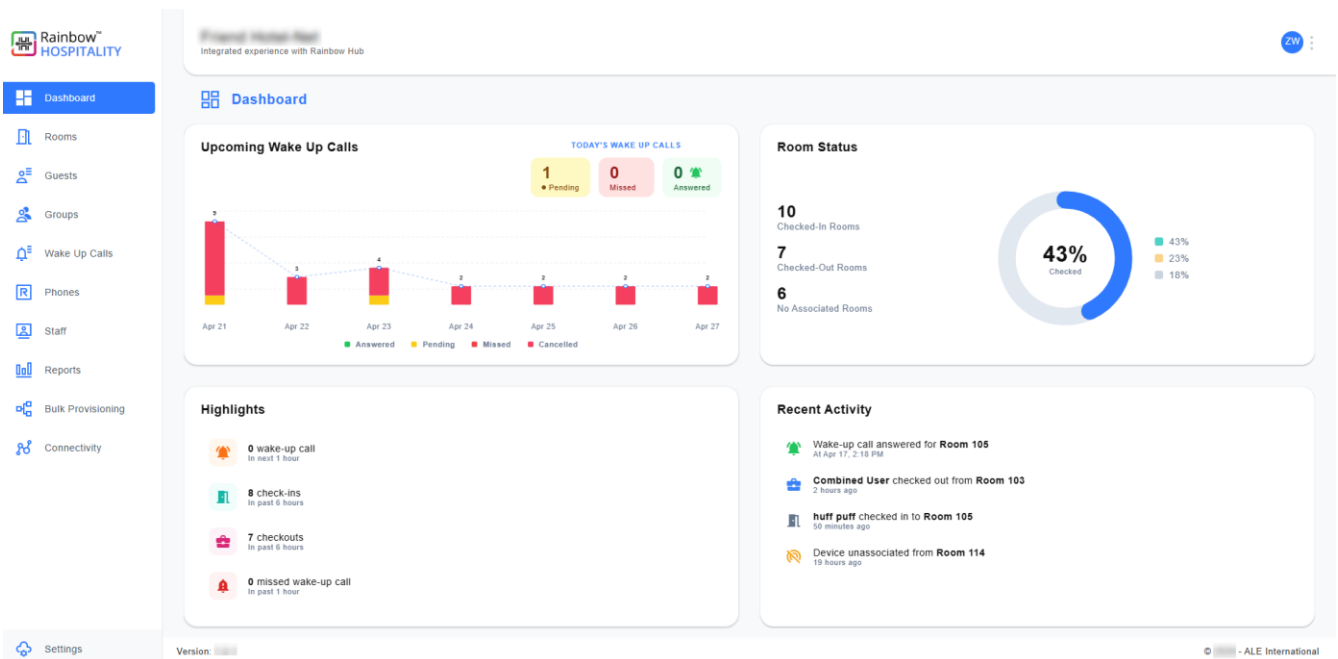 Rainbow™
HOSPITALITY
Integrated experience with Rainbow Hub
ZW
Dashboard
Rooms
Guests
Groups
Wake Up Calls
Phones
Staff
Reports
Bulk Provisioning
Connectivity
Settings
Dashboard
Upcoming Wake Up Calls
TODAY'S WAKE UP CALLS
1
Pending
0
Missed
0
Answered
5
3
4
2
2
2
2
Apr 21
Apr 22
Apr 23
Apr 24
Apr 25
Apr 26
Apr 27
Answered
Pending
Missed
Cancelled
Room Status
10
Checked-In Rooms
7
Checked-Out Rooms
6
No Associated Rooms
43%
Checked
43%
23%
18%
Highlights
0 wake-up call
In next 1 hour
8 check-ins
In past 6 hours
7 checkouts
In past 6 hours
0 missed wake-up call
In past 1 hour
Recent Activity
Wake-up call answered for Room 105
At Apr 17, 2:18 PM
Combined User checked out from Room 103
2 hours ago
huff puff checked in to Room 105
50 minutes ago
Device unassociated from Room 114
19 hours ago
Version:
© - ALE International